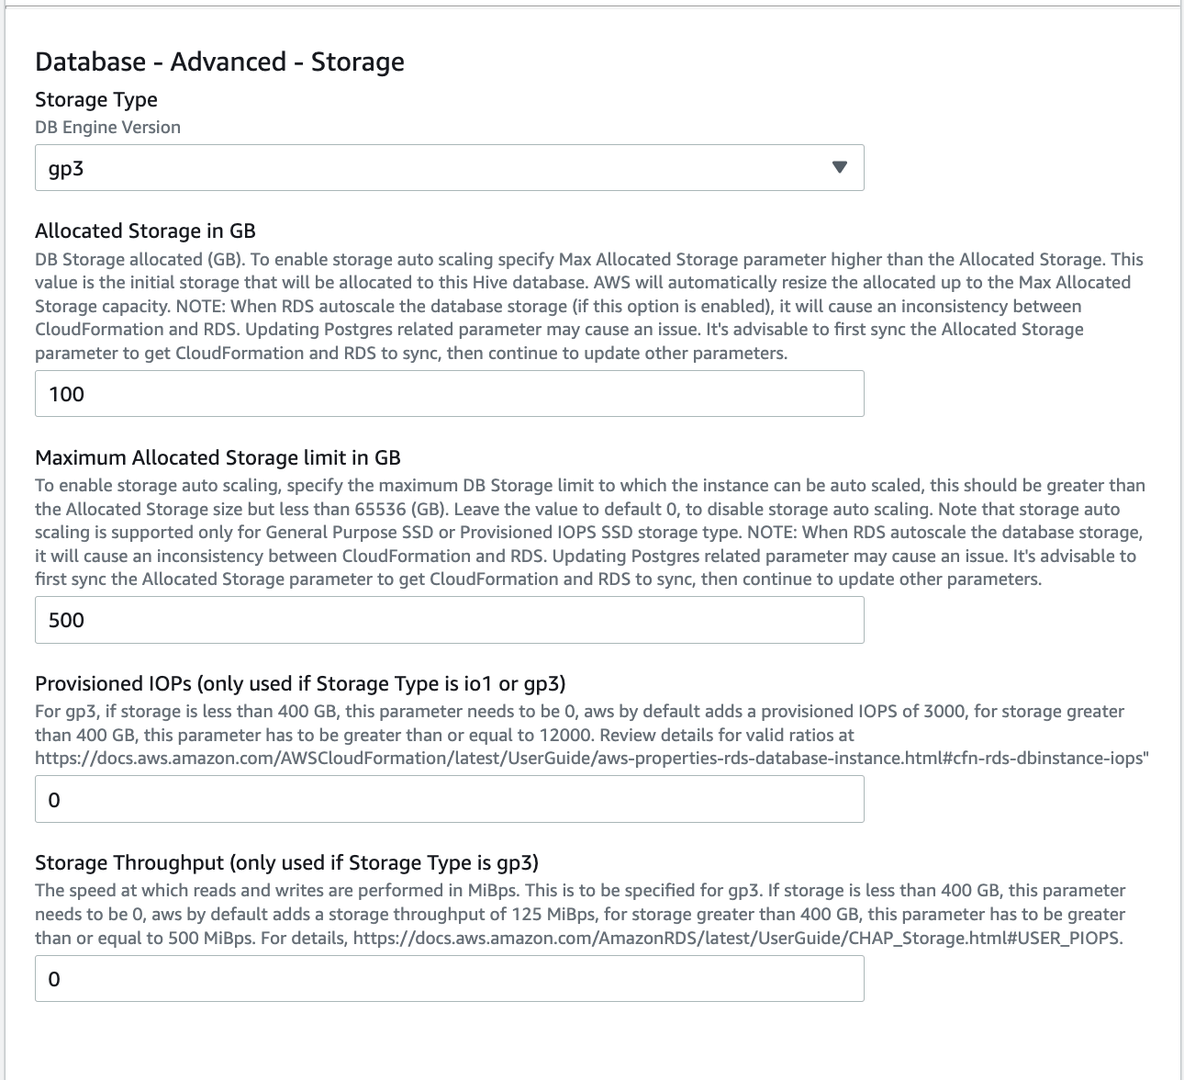 Database - Advanced - Storage
Storage Type
DB Engine Version
gp3
Allocated Storage in GB
DB Storage allocated (GB). To enable storage auto scaling specify Max Allocated Storage parameter higher than the Allocated Storage. This
value is the initial storage that will be allocated to this Hive database. AWS will automatically resize the allocated up to the Max Allocated
Storage capacity. NOTE: When RDS autoscale the database storage (if this option is enabled), it will cause an inconsistency between
CloudFormation and RDS. Updating Postgres related parameter may cause an issue. It's advisable to first sync the Allocated Storage
parameter to get CloudFormation and RDS to sync, then continue to update other parameters.
100
Maximum Allocated Storage limit in GB
To enable storage auto scaling, specify the maximum DB Storage limit to which the instance can be auto scaled, this should be greater than
the Allocated Storage size but less than 65536 (GB). Leave the value to default 0, to disable storage auto scaling. Note that storage auto
scaling is supported only for General Purpose SSD or Provisioned IOPS SSD storage type. NOTE: When RDS autoscale the database storage,
it will cause an inconsistency between CloudFormation and RDS. Updating Postgres related parameter may cause an issue. It's advisable to
first sync the Allocated Storage parameter to get CloudFormation and RDS to sync, then continue to update other parameters.
500
Provisioned IOPs (only used if Storage Type is io1 or gp3)
For gp3, if storage is less than 400 GB, this parameter needs to be 0, aws by default adds a provisioned IOPS of 3000, for storage greater
than 400 GB, this parameter has to be greater than or equal to 12000. Review details for valid ratios at
https://docs.aws.amazon.com/AWSCloudFormation/latest/UserGuide/aws-properties-rds-database-instance.html#cfn-rds-dbinstance-iops"
0
Storage Throughput (only used if Storage Type is gp3)
The speed at which reads and writes are performed in MiBps. This is to be specified for gp3. If storage is less than 400 GB, this parameter
needs to be 0, aws by default adds a storage throughput of 125 MiBps, for storage greater than 400 GB, this parameter has to be greater
than or equal to 500 MiBps. For details, https://docs.aws.amazon.com/AmazonRDS/latest/UserGuide/CHAP_Storage.html#USER_PIOPS.
0